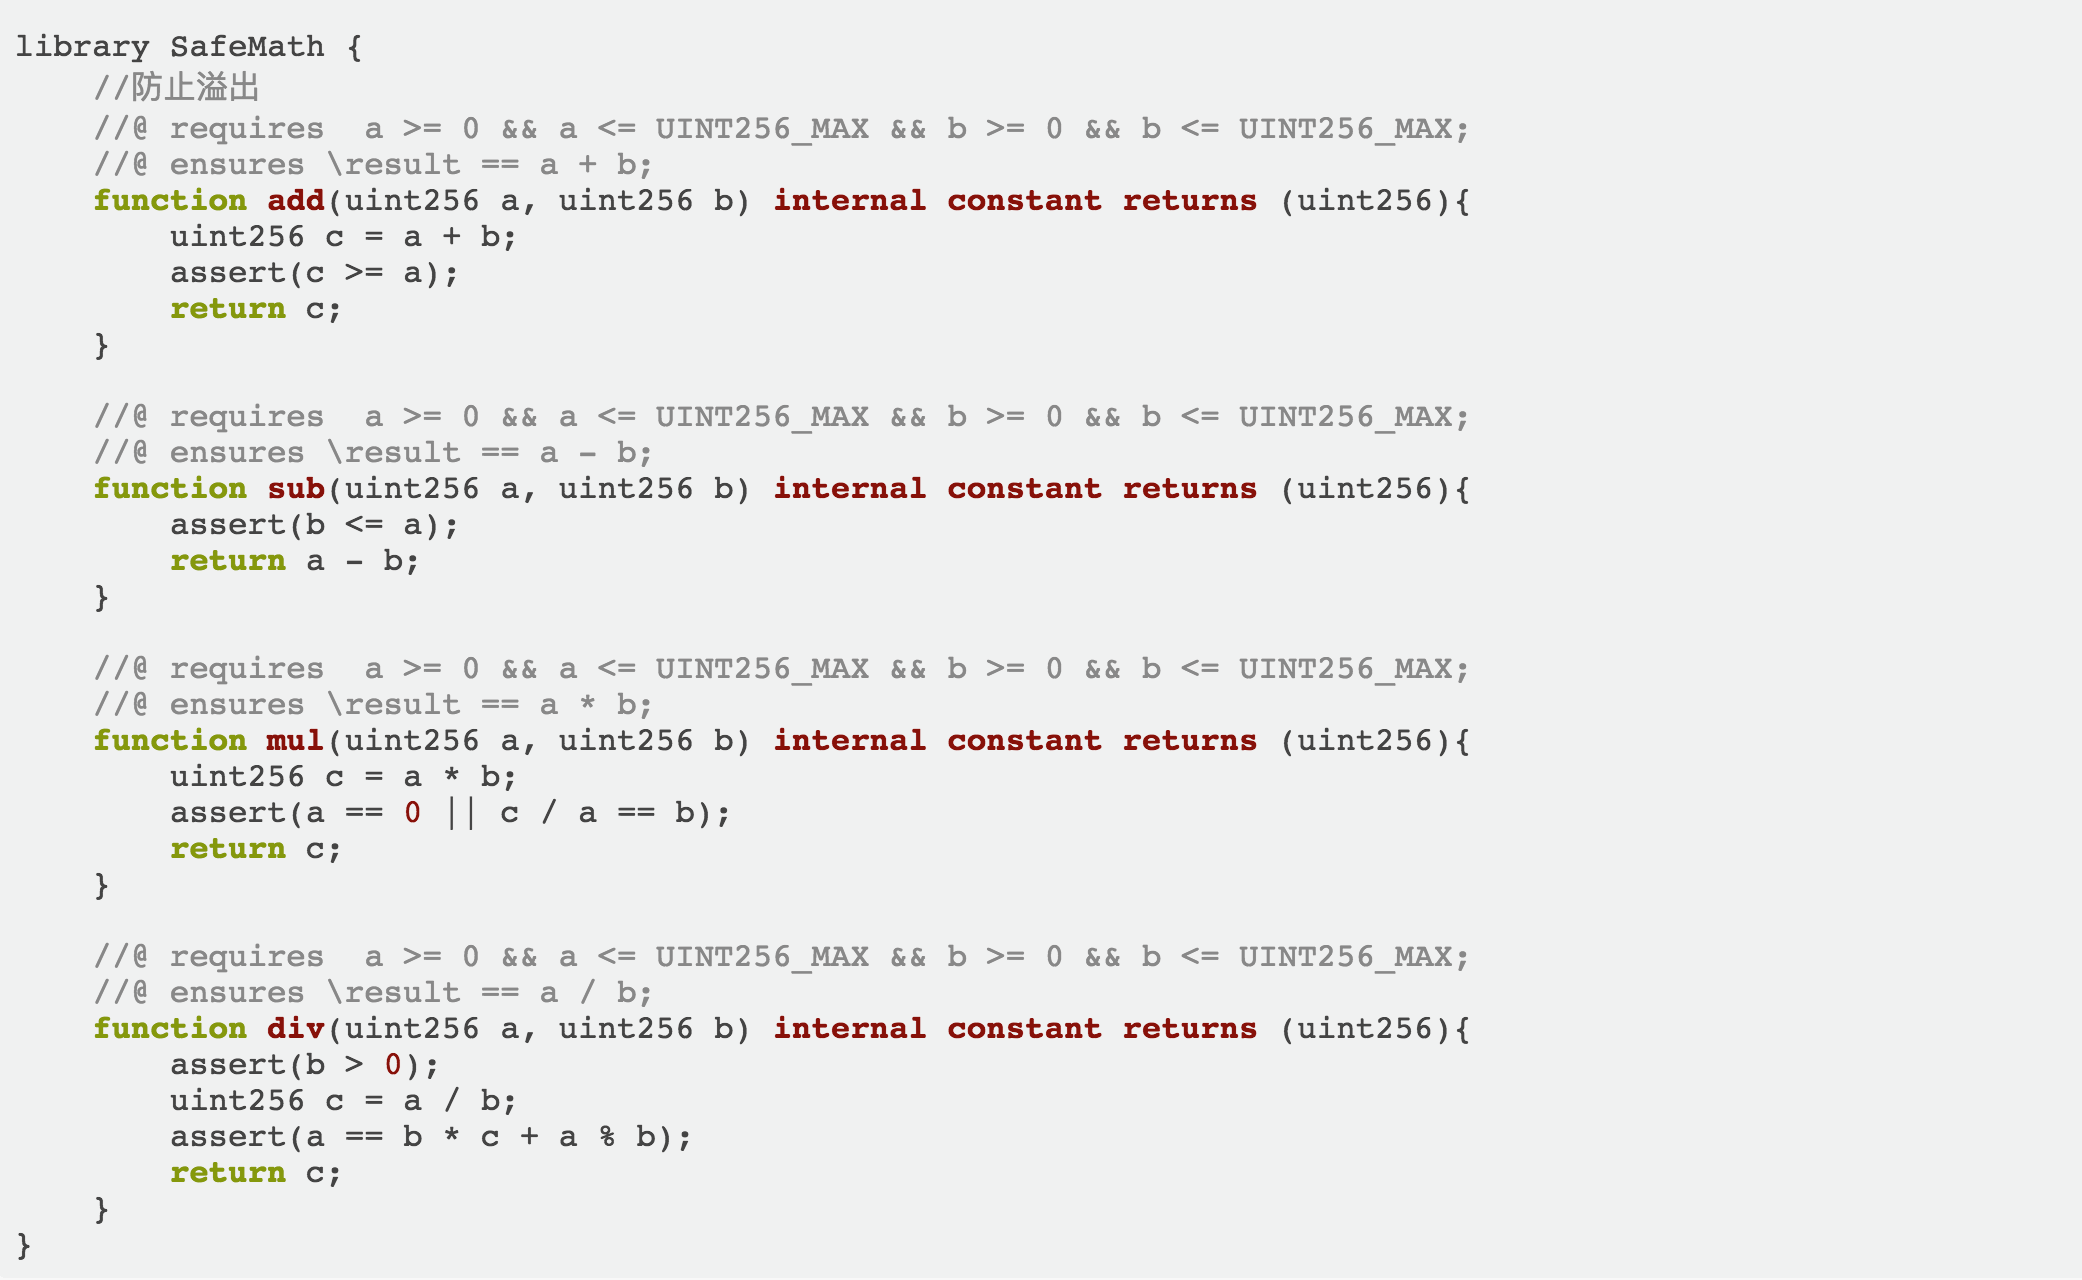 library SafeMath {
    //防止溢出
    //@ requires  a >= 0 && a <= UINT256_MAX && b >= 0 && b <= UINT256_MAX;
    //@ ensures \result == a + b;
    function add(uint256 a, uint256 b) internal constant returns (uint256){
        uint256 c = a + b;
        assert(c >= a);
        return c;
    }

    //@ requires  a >= 0 && a <= UINT256_MAX && b >= 0 && b <= UINT256_MAX;
    //@ ensures \result == a - b;
    function sub(uint256 a, uint256 b) internal constant returns (uint256){
        assert(b <= a);
        return a - b;
    }

    //@ requires  a >= 0 && a <= UINT256_MAX && b >= 0 && b <= UINT256_MAX;
    //@ ensures \result == a * b;
    function mul(uint256 a, uint256 b) internal constant returns (uint256){
        uint256 c = a * b;
        assert(a == 0 || c / a == b);
        return c;
    }

    //@ requires  a >= 0 && a <= UINT256_MAX && b >= 0 && b <= UINT256_MAX;
    //@ ensures \result == a / b;
    function div(uint256 a, uint256 b) internal constant returns (uint256){
        assert(b > 0);
        uint256 c = a / b;
        assert(a == b * c + a % b);
        return c;
    }
}